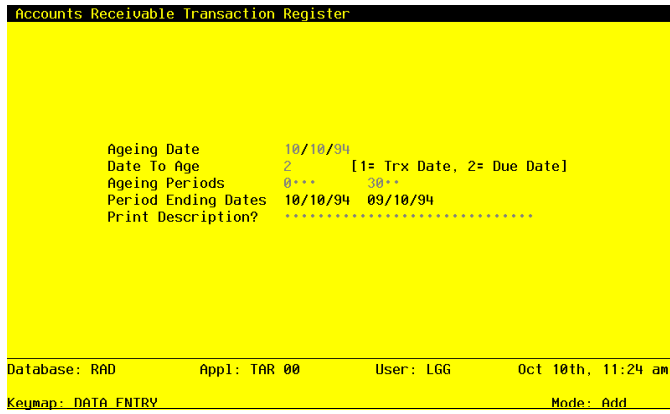 Accounts Receivable Transaction Register
Ageing Date 10/10/94
Date To Age 2 [1= Trx Date, 2= Due Date]
Ageing Periods 0··· 30··
Period Ending Dates 10/10/94 09/10/94
Print Description? ······························
Database: RAD Appl: TAR 00 User: LGG Oct 10th, 11:24 am
Keymap: DATA ENTRY Mode: Add